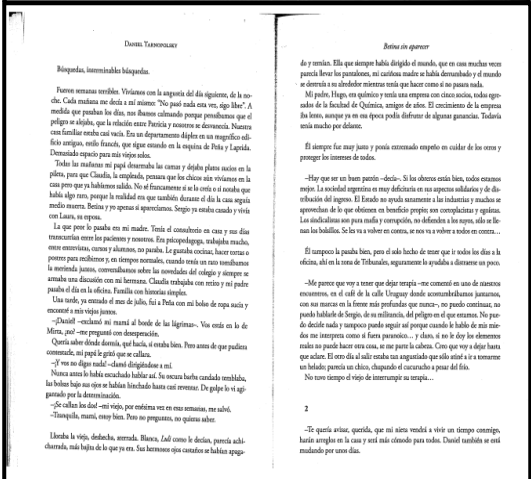 DANIEL TARNOPOLSKY
Búsquedas, interminables búsquedas.
Fueron semanas terribles. Vivíamos con la angustia del día siguiente, de la no-
che. Cada mañana me decía a mí mismo: "No pasó nada esta vez, sigo libre". A
medida que pasaban los días, nos íbamos calmando porque pensábamos que el
peligro se alejaba, que la relación entre Patricia y nosotros se desvanecía. Nuestra
casa familiar estaba casi vacía. Era un departamento dúplex en un magnífico edi-
ficio antiguo, estilo francés, que sigue estando en la esquina de Peña y Laprida.
Demasiado espacio para mis viejos solos.
Todas las mañanas mi papá desarmaba las camas y dejaba platos sucios en la
pileta, para que Claudia, la empleada, pensara que los chicos aún vivíamos en la
casa pero que ya habíamos salido. No sé francamente si se lo creía o si notaba que
había algo raro, porque la realidad era que también durante el día la casa seguía
medio muerta. Betina y yo apenas si aparecíamos. Sergio ya estaba casado y vivía
con Laura, su esposa.
La que peor lo pasaba era mi madre. Tenía el consultorio en casa y sus días
transcurrían entre los pacientes y nosotros. Era psicopedagoga, trabajaba mucho,
entre entrevistas, cursos y alumnos, no paraba. Le gustaba cocinar, hacer tortas o
postres para recibirnos y, en tiempos normales, cuando tenía un rato tomábamos
la merienda juntos, conversábamos sobre las novedades del colegio y siempre se
armaba una discusión con mi hermana. Claudia trabajaba con retiro y mi padre
pasaba el día en la oficina. Familia con historias simples.
Una tarde, ya entrado el mes de julio, fui a Peña con mi bolso de ropa sucia y
encontré a mis viejos juntos.
–¡Daniel! –exclamó mi mamá al borde de las lágrimas–. Vos estás en lo de
Mirta, ¿no? –me preguntó con desesperación.
Quería saber dónde dormía, qué hacía, si estaba bien. Pero antes de que pudiera
contestarle, mi papá le gritó que se callara.
–¡Y vos no digas nada! –clamó dirigiéndose a mí.
Nunca antes lo había escuchado hablar así. Su oscura barba candado temblaba,
las bolsas bajo sus ojos se habían hinchado hasta casi reventar. De golpe lo vi agi-
gantado por la determinación.
–¡Se callan los dos! –mi viejo, por enésima vez en esas semanas, me salvó.
–Tranquila, mamá, estoy bien. Pero no preguntes, no quieras saber.
Lloraba la vieja, deshecha, aterrada. Blanca, Luli como le decían, parecía achi-
charrada, más bajita de lo que ya era. Sus hermosos ojos castaños se habían apaga-
Betina sin aparecer
do y temían. Ella que siempre había dirigido el mundo, que en casa muchas veces
parecía llevar los pantalones, mi cariñosa madre se había derrumbado y el mundo
se destruía a su alrededor mientras tenía que hacer como si no pasara nada.
Mi padre, Hugo, era químico y tenía una empresa con cinco socios, todos egre-
sados de la facultad de Química, amigos de años. El crecimiento de la empresa
iba lento, aunque ya en esa época podía disfrutar de algunas ganancias. Todavía
tenía mucho por delante.
Él siempre fue muy justo y ponía extremado empeño en cuidar de los otros y
proteger los intereses de todos.
–Hay que ser un buen patrón –decía–. Si los obreros están bien, todos estamos
mejor. La sociedad argentina es muy deficitaria en sus aspectos solidarios y de dis-
tribución del ingreso. El Estado no ayuda sanamente a las industrias y muchos se
aprovechan de lo que obtienen en beneficio propio; son cortoplacistas y egoístas.
Los sindicalistas son pura mafia y corrupción, no defienden a los suyos, sólo se lle-
nan los bolsillos. Se les va a volver en contra, se nos va a volver a todos en contra…
Él tampoco la pasaba bien, pero el solo hecho de tener que ir todos los días a la
oficina, ahí en la zona de Tribunales, seguramente lo ayudaba a distraerse un poco.
–Me parece que voy a tener que dejar terapia –me comentó en uno de nuestros
encuentros, en el café de la calle Uruguay donde acostumbrábamos juntarnos,
con sus marcas en la frente más profundas que nunca–, no puedo continuar, no
puedo hablarle de Sergio, de su militancia, del peligro en el que estamos. No pue-
do decirle nada y tampoco puedo seguir así porque cuando le hablo de mis mie-
dos me interpreta como si fuera paranoico… y claro, si no le doy los elementos
reales no puede hacer otra cosa, se me parte la cabeza. Creo que voy a dejar hasta
que aclare. El otro día al salir estaba tan angustiado que sólo atiné a ir a tomarme
un helado; parecía un chico, chapando el cucurucho a pesar del frío.
No tuvo tiempo el viejo de interrumpir su terapia…
2
–Te quería avisar, querida, que mi nieta vendrá a vivir un tiempo conmigo,
harán arreglos en la casa y será más cómodo para todos. Daniel también se está
mudando por unos días.